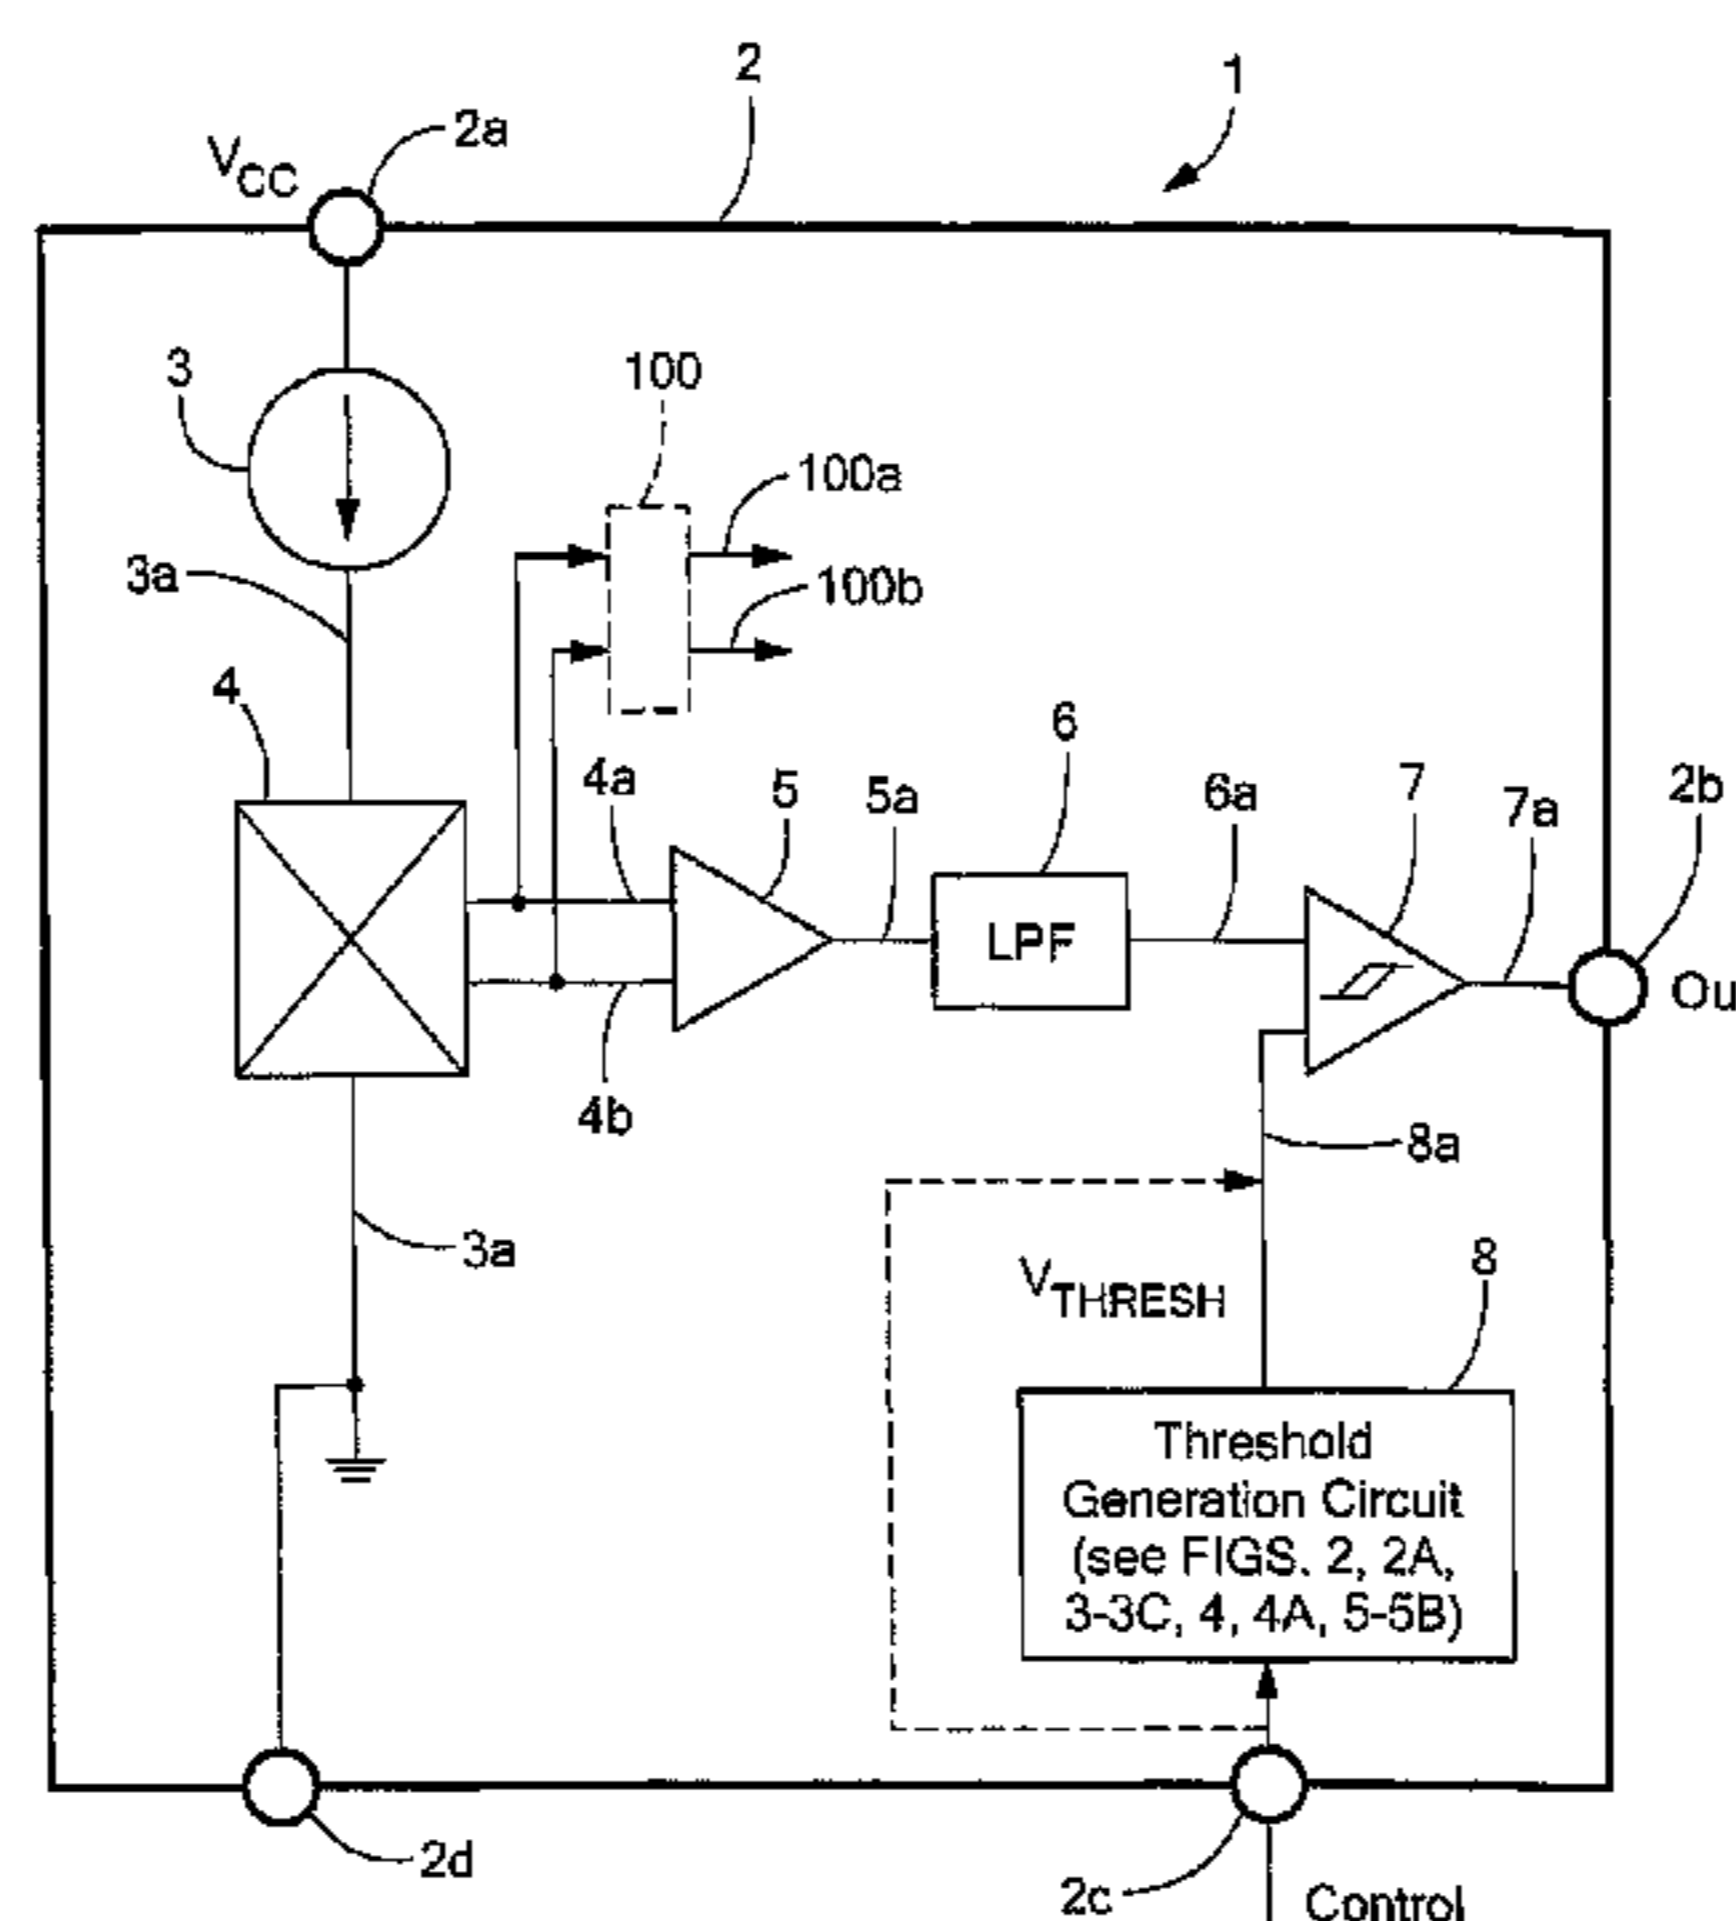 2
1
2a
VCC
3
100
100a
3a
100b
4
6
4a
5
5a
6a
7
7a
2b
LPF
Ou
4b
8a
3a
VTHRESH
8
Threshold
Generation Circuit
(see FIGS. 2, 2A,
3-3C, 4, 4A, 5-5B)
2d
2c
Control